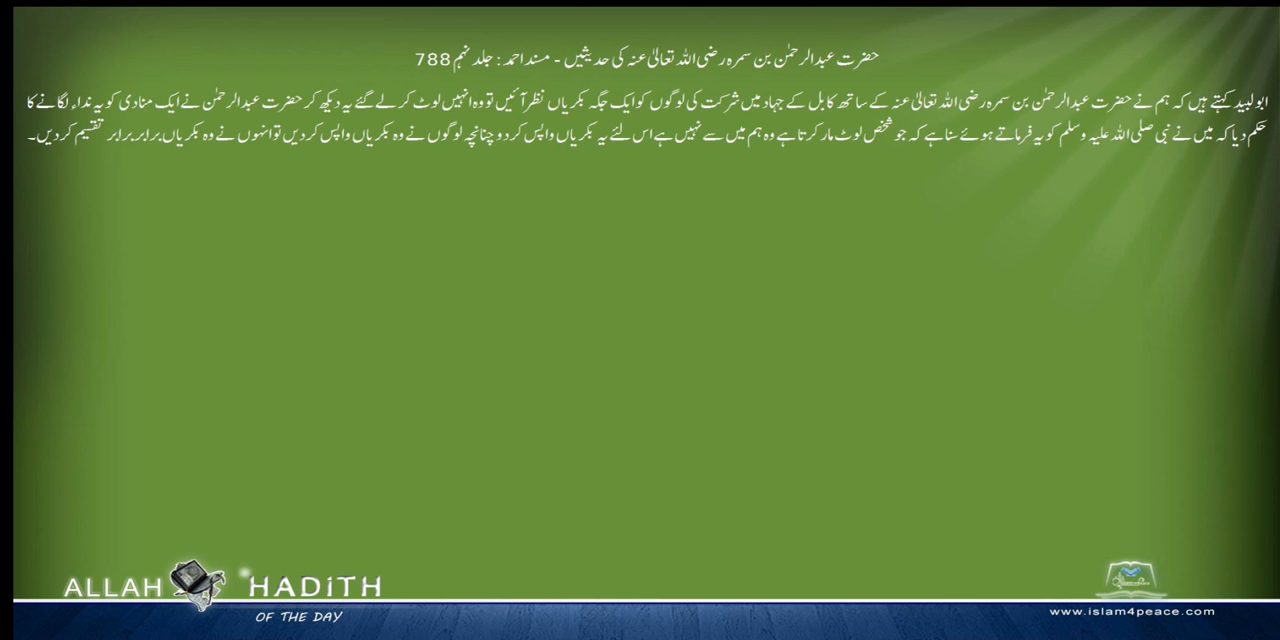 حضرت عبدالرحمٰن بن سمرہ رضی اللہ تعالیٰ عنہ کی حدیثیں - مسند احمد : جلد نہم 788
ابولبید کہتے ہیں کہ ہم نے حضرت عبدالرحمٰن بن سمرہ رضی اللہ تعالیٰ عنہ کے ساتھ کابل کے جہاد میں شرکت کی لوگوں کو ایک جگہ بکریاں نظر آئیں تو وہ انہیں لوٹ کر لے گئے یہ دیکھ کر حضرت عبدالرحمٰن نے ایک منادی کو یہ نداء لگانے کا
حکم دیا کہ میں نے نبی صلی اللہ علیہ وسلم کو یہ فرماتے ہوئے سنا ہے کہ جو شخص لوٹ مار کرتا ہے وہ ہم میں سے نہیں ہے اس لئے یہ بکریاں واپس کر دو چنانچہ لوگوں نے وہ بکریاں واپس کر دیں تو انہوں نے وہ بکریاں برابر برابر تقسیم کر دیں۔
ALLAH HADITH
OF THE DAY
www.islam4peace.com